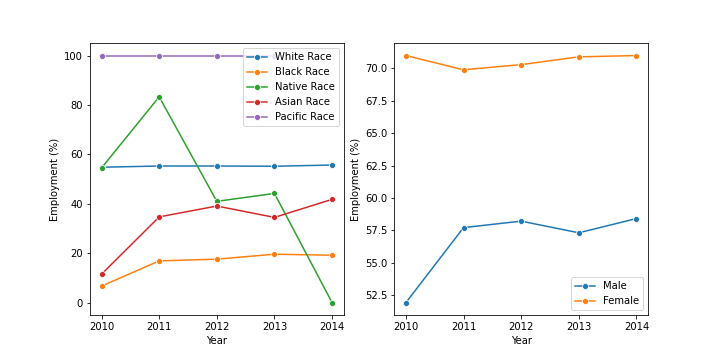 100
80
60
40
20
0
Employment (%)
2010 2011 2012 2013 2014
Year
White Race
Black Race
Native Race
Asian Race
Pacific Race
70.0
67.5
65.0
62.5
60.0
57.5
55.0
52.5
Employment (%)
2010 2011 2012 2013 2014
Year
Male
Female